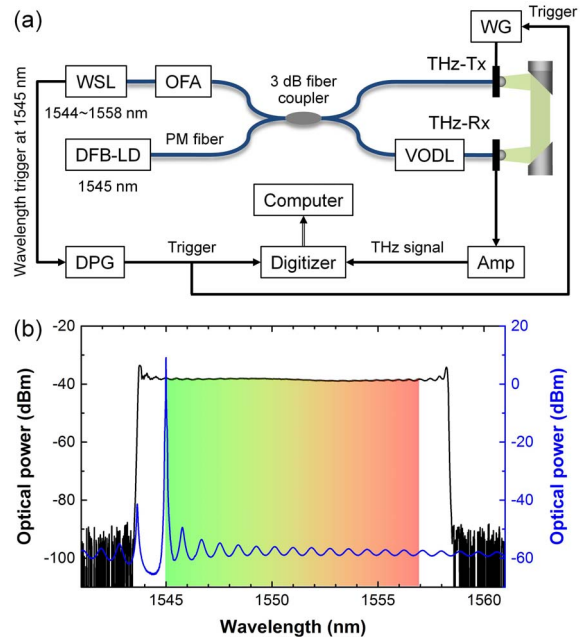 (a)
WG
Trigger
THz-Tx
WSL
OFA
3 dB fiber
coupler
1544~1558 nm
THz-Rx
PM fiber
DFB-LD
VODL
1545 nm
Wavelength trigger at 1545 nm
Computer
DPG
Trigger
Digitizer
THz signal
Amp
(b)
-20
-40
-60
-80
-100
Optical power (dBm)
20
0
-20
-40
-60
Optical power (dBm)
1545
1550
1555
1560
Wavelength (nm)